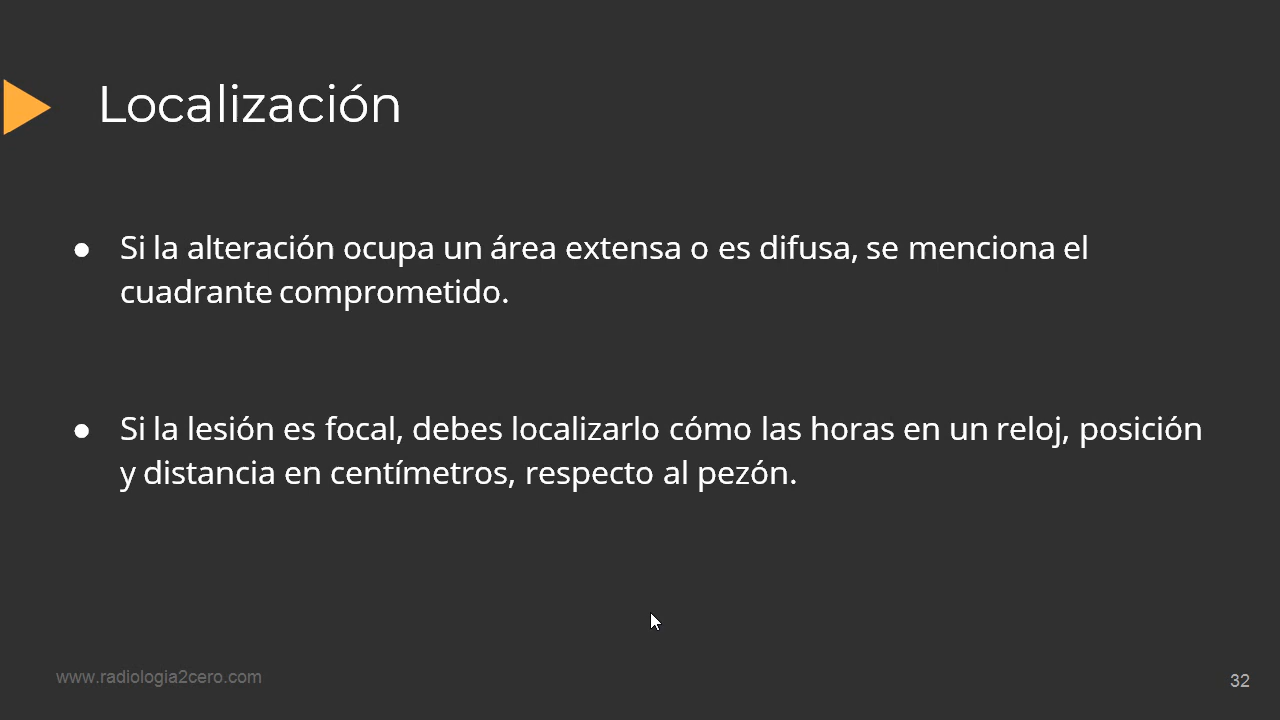 Localización
● Si la alteración ocupa un área extensa o es difusa, se menciona el
cuadrante comprometido.
● Si la lesión es focal, debes localizarlo cómo las horas en un reloj, posición
y distancia en centímetros, respecto al pezón.
www.radiologia2cero.com
32